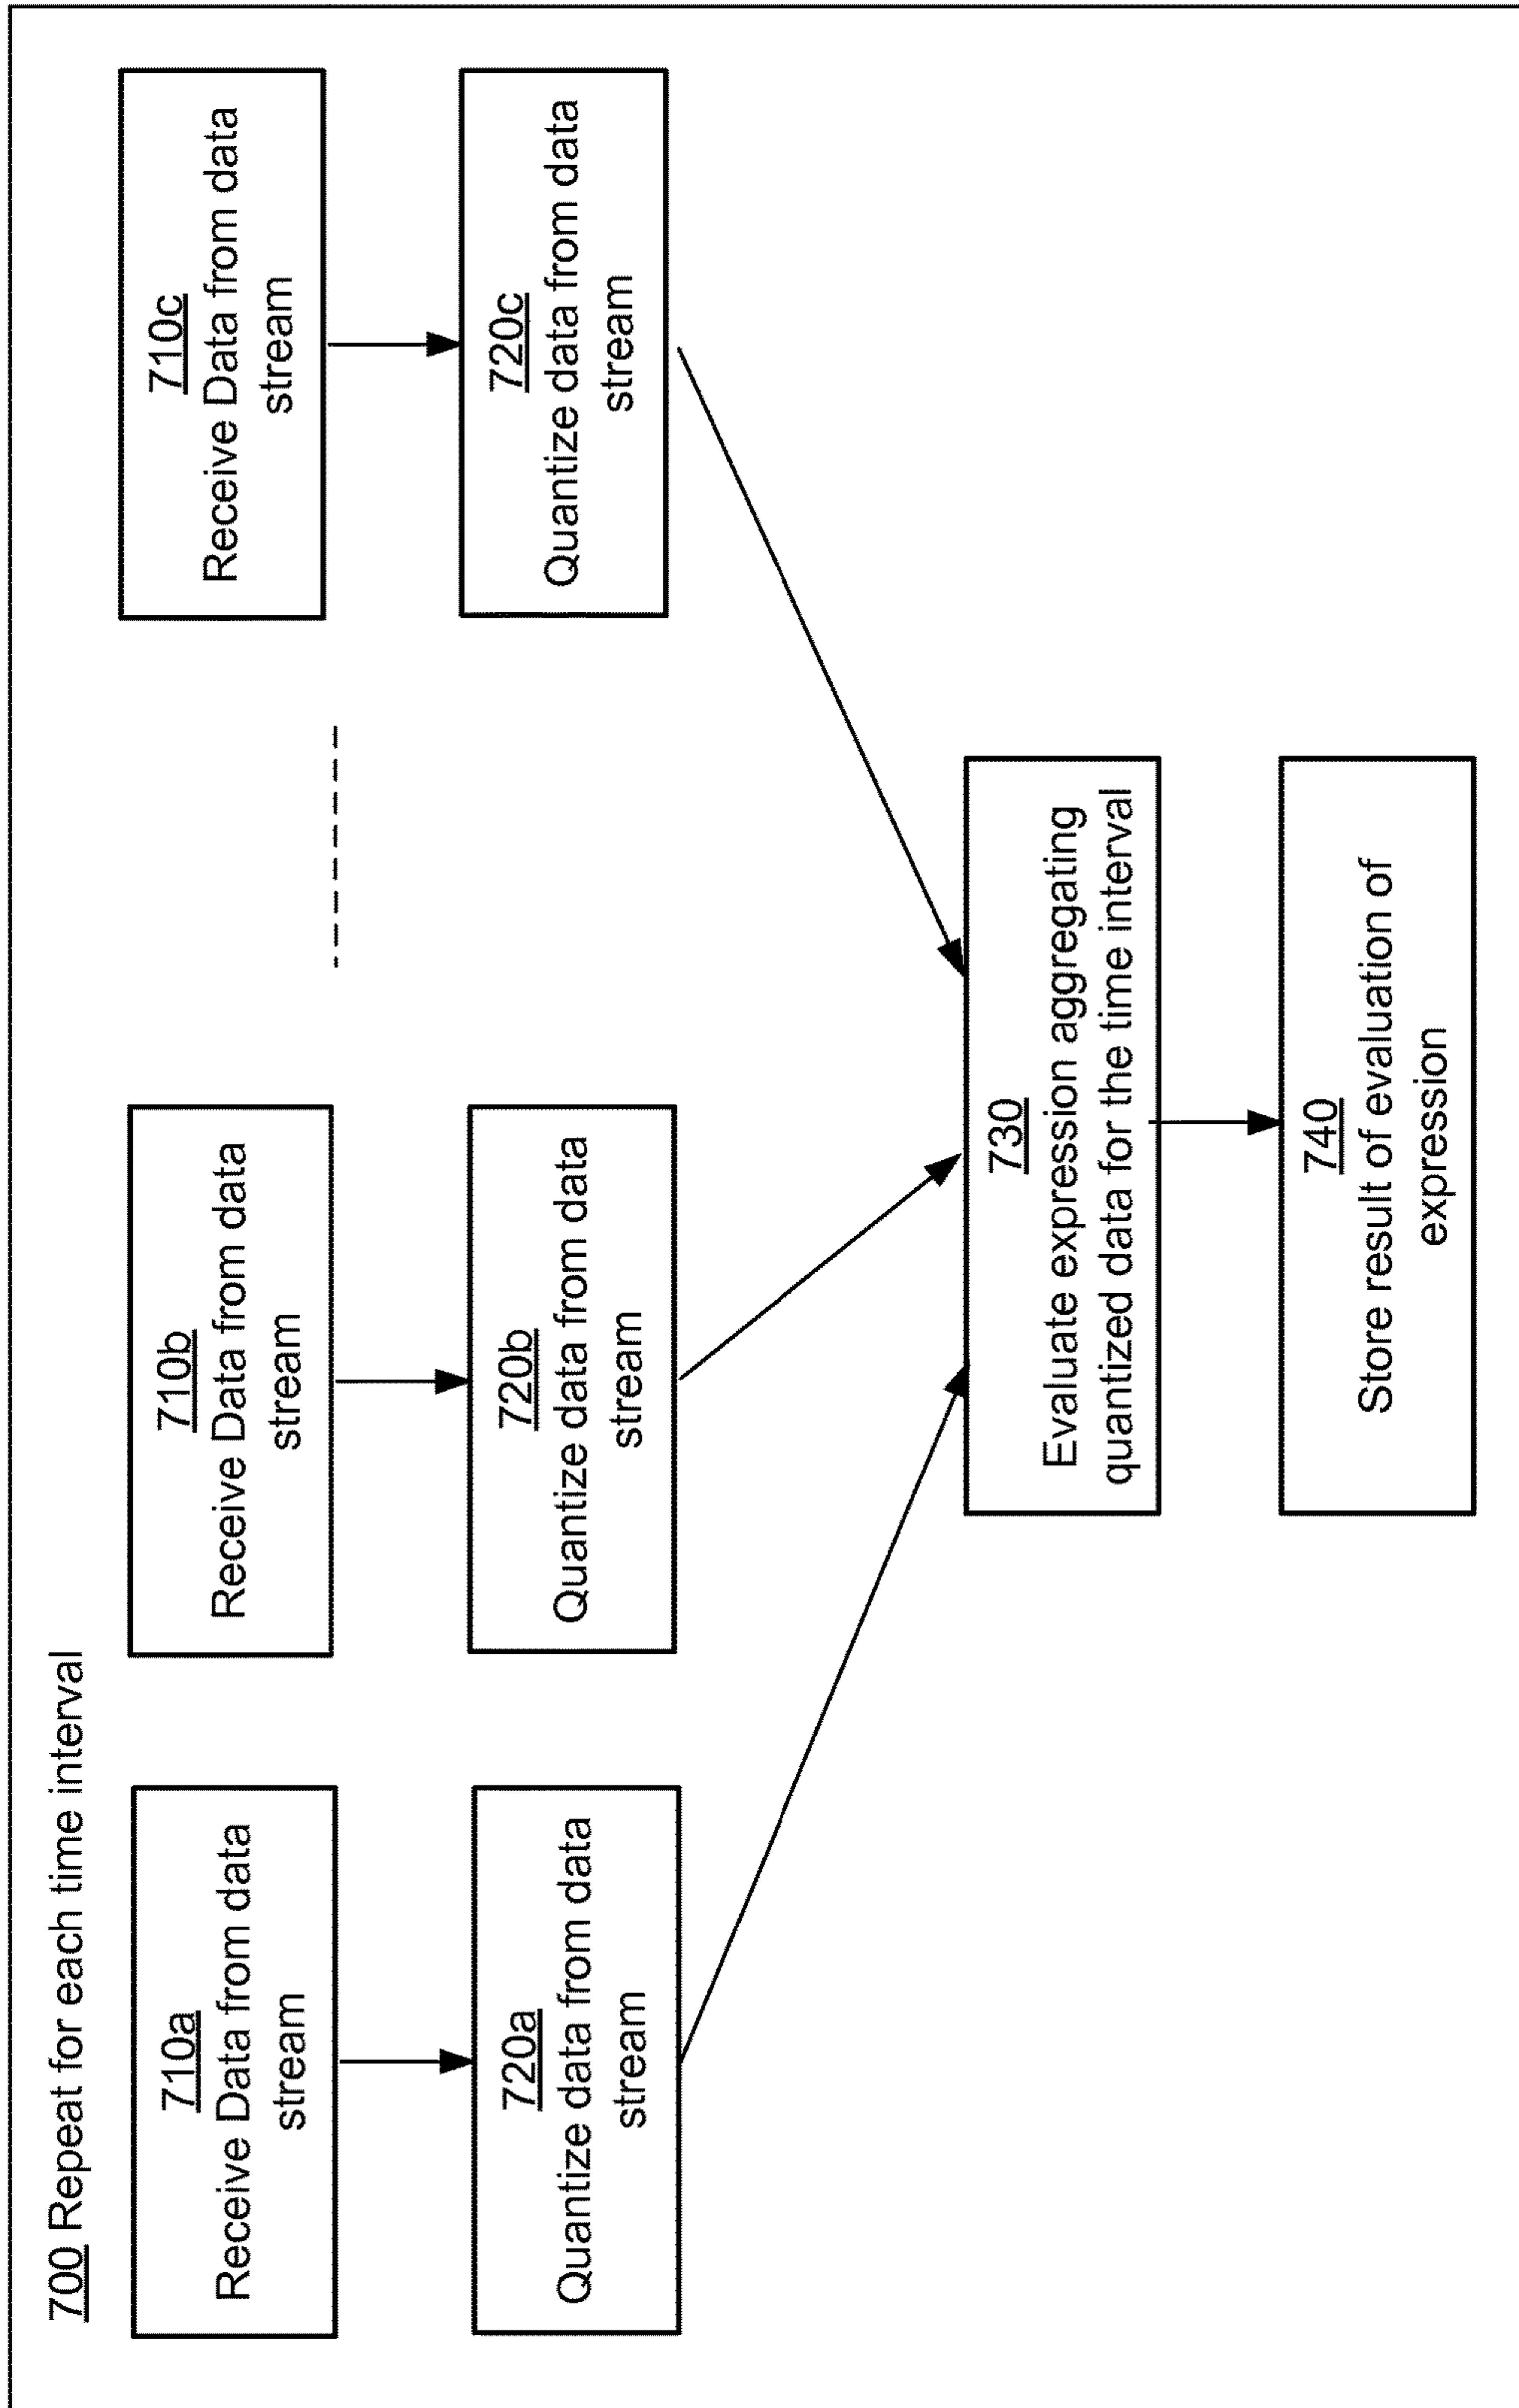 700 Repeat for each time interval
710a
Receive Data from data
stream
710b
Receive Data from data
stream
710c
Receive Data from data
stream
720a
Quantize data from data
stream
720b
Quantize data from data
stream
720c
Quantize data from data
stream
730
Evaluate expression aggregating
quantized data for the time interval
740
Store result of evaluation of
expression